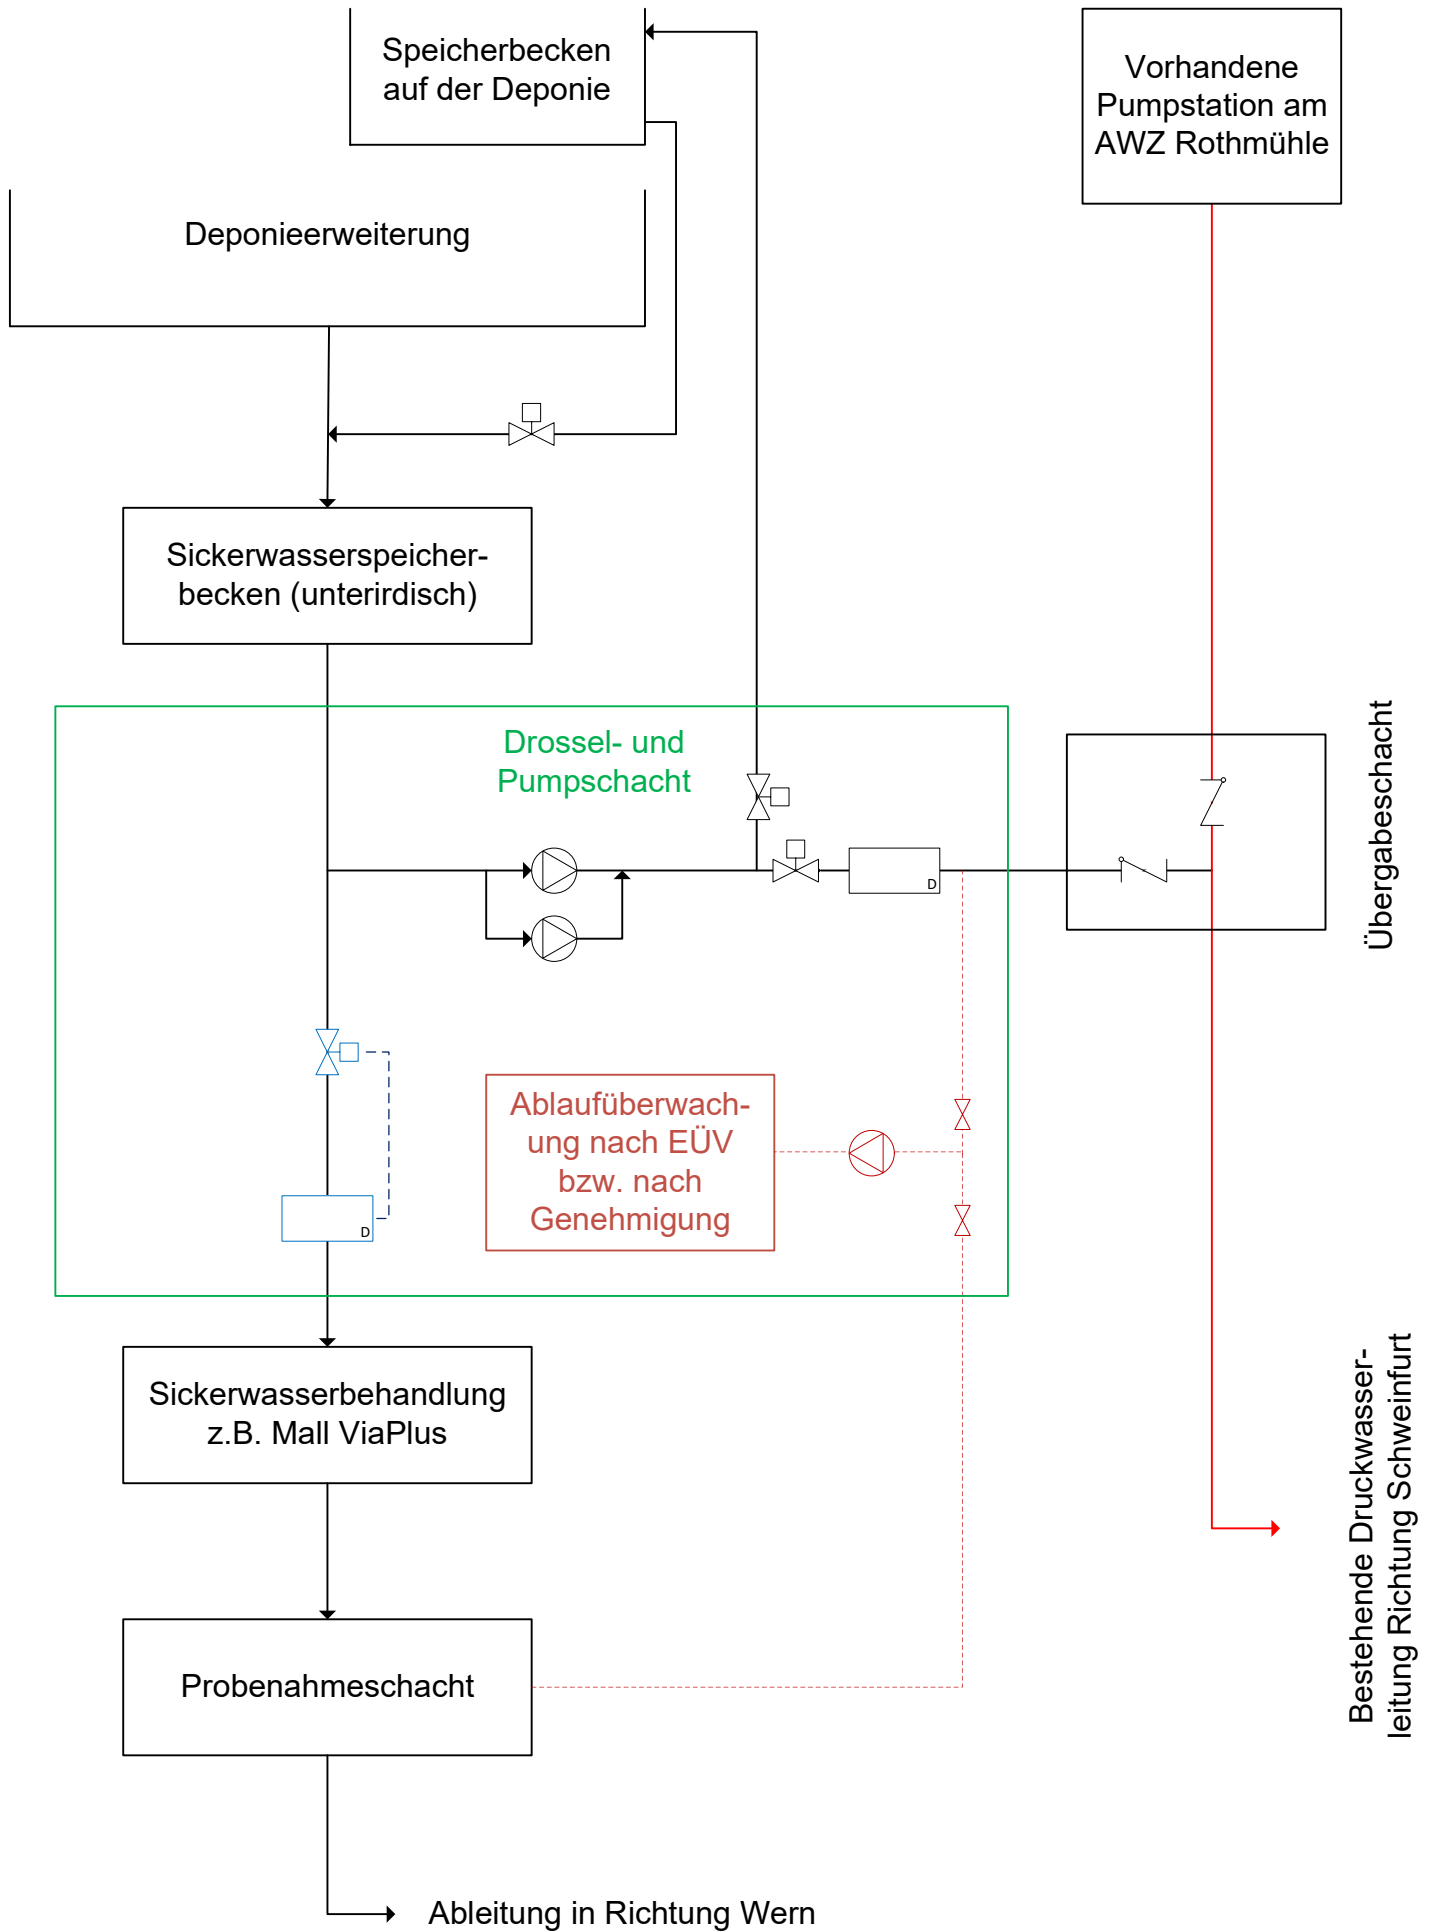 Speicherbecken
auf der Deponie
Vorhandene
Pumpstation am
AWZ Rothmühle
Deponieerweiterung
Sickerwasserspeicher-
becken (unterirdisch)
Drossel- und
Pumpschacht
Übergabeschacht
D
Ablaufüberwach-
ung nach EÜV
bzw. nach
Genehmigung
D
Sickerwasserbehandlung
z.B. Mall ViaPlus
Bestehende Druckwasser-
leitung Richtung Schweinfurt
Probenahmeschacht
Ableitung in Richtung Wern